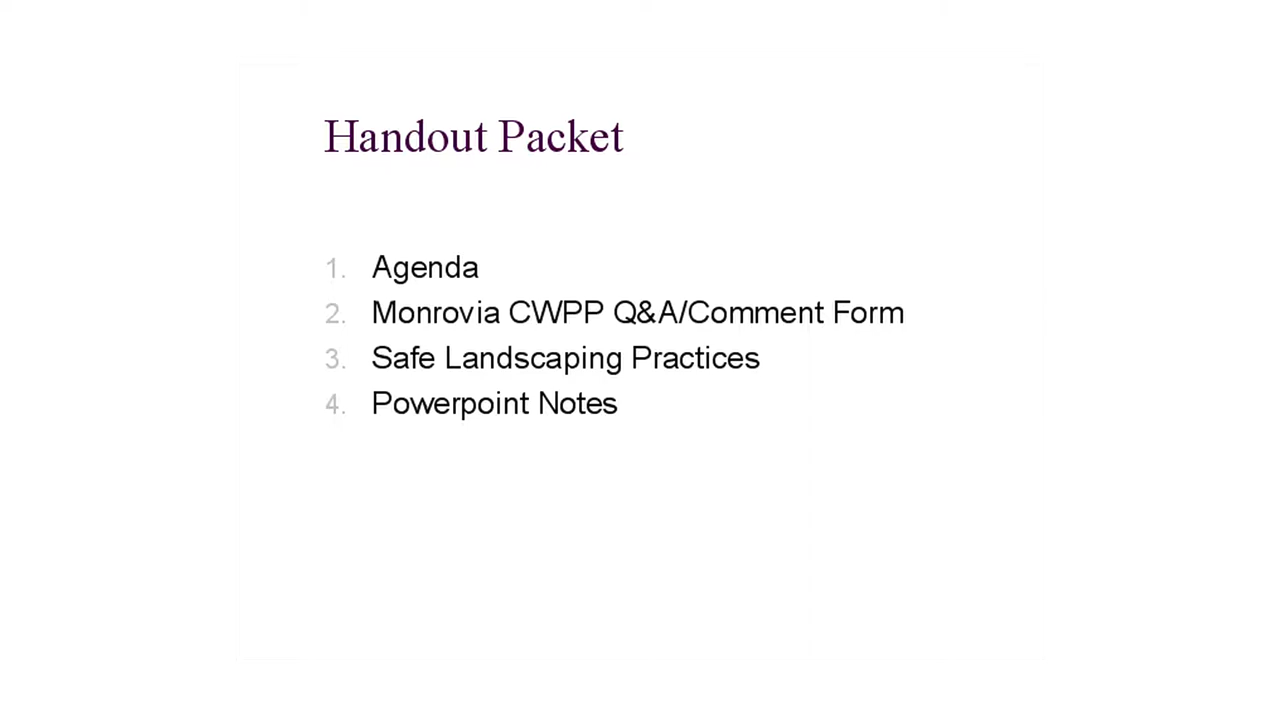 Handout Packet
1. Agenda
2. Monrovia CWPP Q&A/Comment Form
3. Safe Landscaping Practices
4. Powerpoint Notes